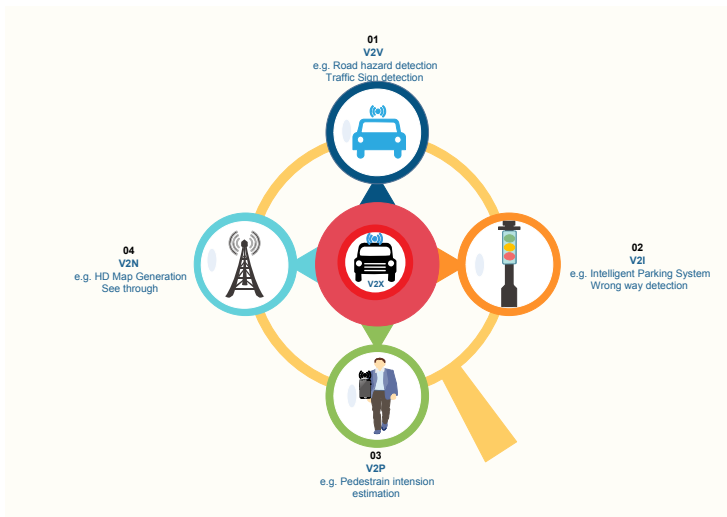 01
V2V
e.g. Road hazard detection
Traffic Sign detection
02
V2I
e.g. Intelligent Parking System
Wrong way detection
03
V2P
e.g. Pedestrain intension
estimation
04
V2N
e.g. HD Map Generation
See through
V2X